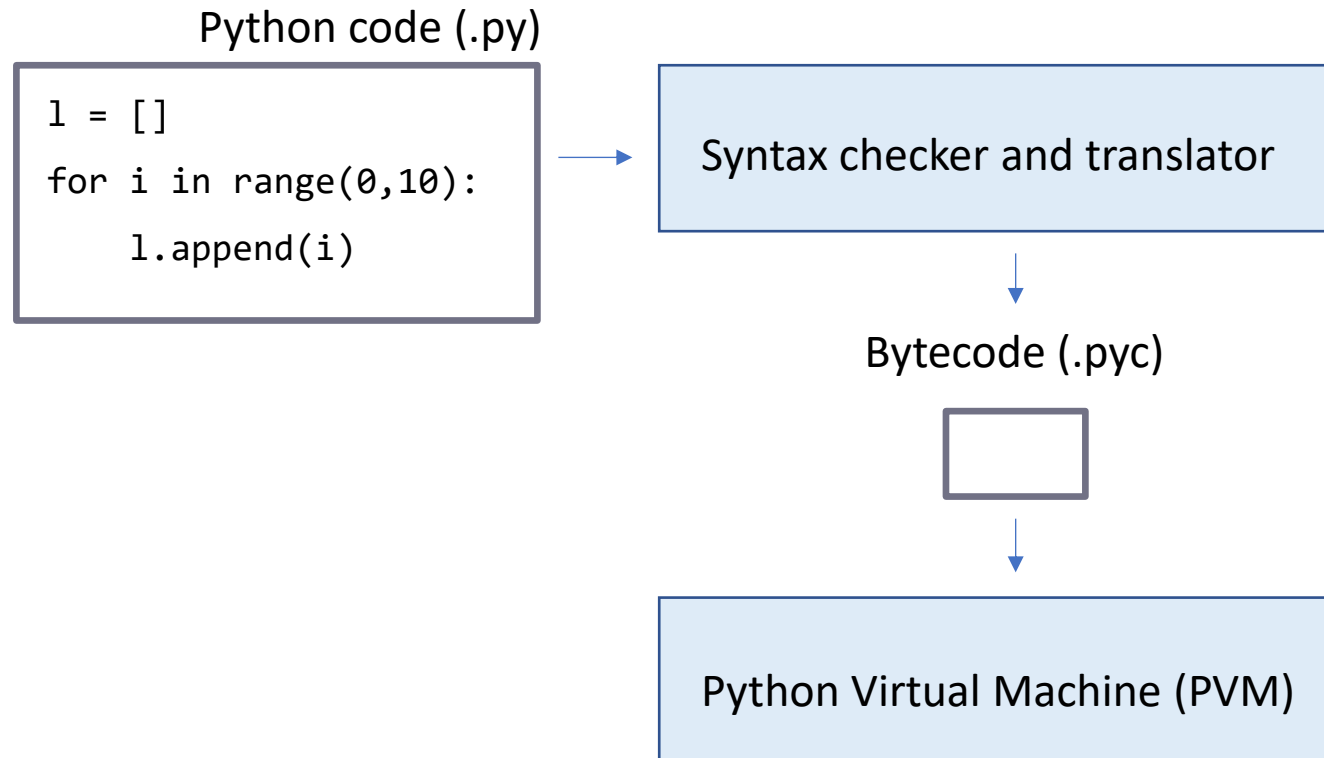 Python code (.py)
l = []
for i in range(0,10):
    l.append(i)
Syntax checker and translator
Bytecode (.pyc)
Python Virtual Machine (PVM)